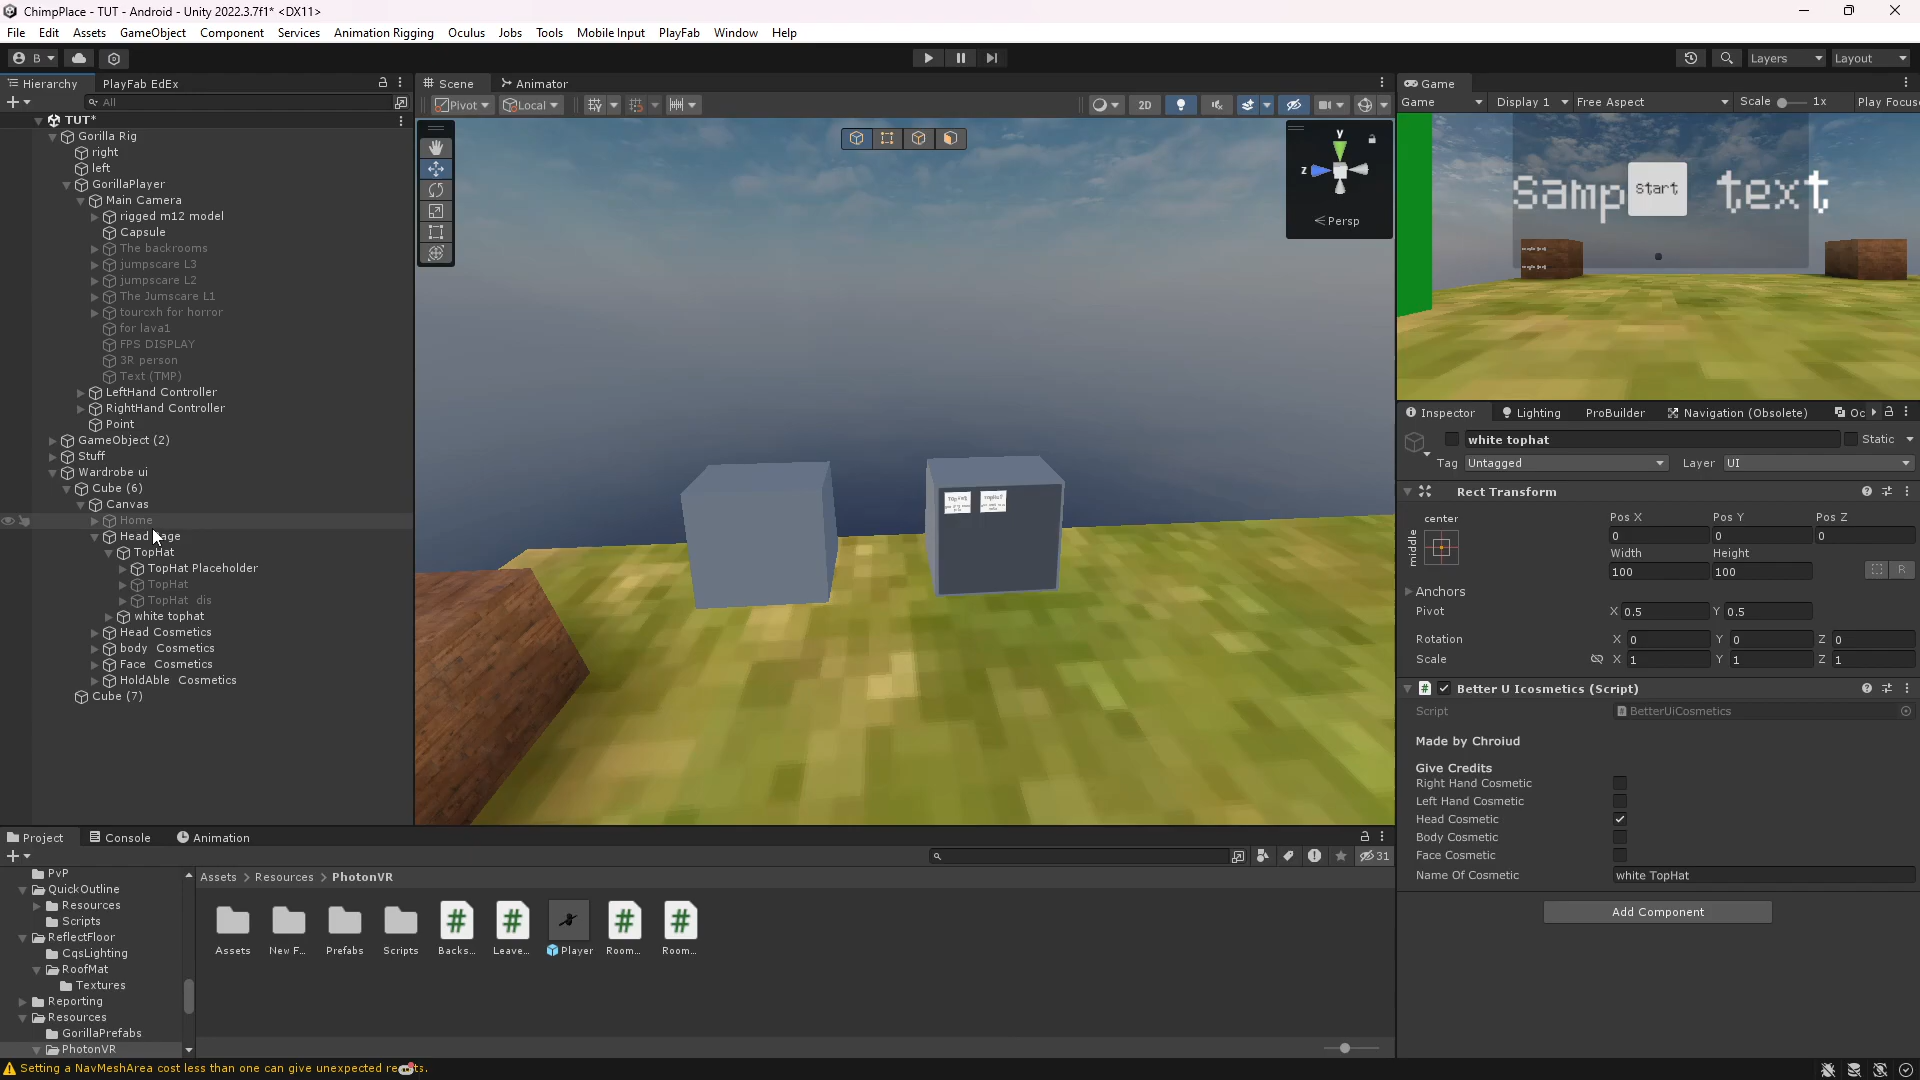 ChimpPlace - TUT - Android - Unity 2022.3.7f1* <DX11>
File Edit Assets GameObject Component Services Animation Rigging Oculus Jobs Tools Mobile Input PlayFab Window Help
B Layers Layout
Hierarchy PlayFab EdEx
All
TUT*
Gorilla Rig
right
left
GorillaPlayer
Main Camera
rigged m12 model
Capsule
The backrooms
jumpscare L3
jumpscare L2
The Jumscare L1
tourcxh for horror
for lava1
FPS DISPLAY
3R person
Text (TMP)
LeftHand Controller
RightHand Controller
Point
GameObject (2)
Stuff
Wardrobe ui
Cube (6)
Canvas
Home
TopHat
TopHat Placeholder
TopHat
TopHat dis
white tophat
Head Cosmetics
body Cosmetics
Face Cosmetics
HoldAble Cosmetics
Cube (7)
Scene Animator
Pivot Local 2D
y
z
Persp
Game
Game Display 1 Free Aspect Scale 1x Play Focus
Samp Start text
Inspector Lighting ProBuilder Navigation (Obsolete) Oc
white tophat Static
Tag Untagged Layer UI
Rect Transform
center Pos X Pos Y Pos Z
middle 0 0 0
Width Height
100 100 R
Anchors
Pivot X 0.5 Y 0.5
Rotation X 0 Y 0 Z 0
Scale X 1 Y 1 Z 1
Better U Icosmetics (Script)
Script BetterUiCosmetics
Made by Chroiud
Give Credits
Right Hand Cosmetic
Left Hand Cosmetic
Head Cosmetic
Body Cosmetic
Face Cosmetic
Name Of Cosmetic white TopHat
Add Component
Project Console Animation
31
PvP
QuickOutline
Resources
Scripts
ReflectFloor
CqsLighting
RoofMat
Textures
Reporting
Resources
GorillaPrefabs
PhotonVR
Assets > Resources > PhotonVR
Assets New F... Prefabs Scripts Backs... Leave... Player Room... Room...
Setting a NavMeshArea cost less than one can give unexpected